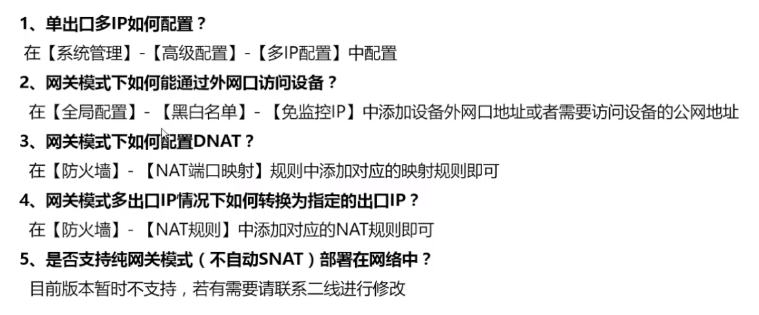 1、单出口多IP如何配置？
在【系统管理】-【高级配置】-【多IP配置】中配置
2、网关模式下如何能通过外网口访问设备？
在【全局配置】- 【黑白名单】- 【免监控IP】中添加设备外网口地址或者需要访问设备的公网地址
3、网关模式下如何配置DNAT？
在【防火墙】- 【NAT端口映射】规则中添加对应的映射规则即可
4、网关模式多出口IP情况下如何转换为指定的出口IP？
在【防火墙】- 【NAT规则】中添加对应的NAT规则即可
5、是否支持纯网关模式（不自动SNAT）部署在网络中？
目前版本暂时不支持，若有需要请联系二线进行修改